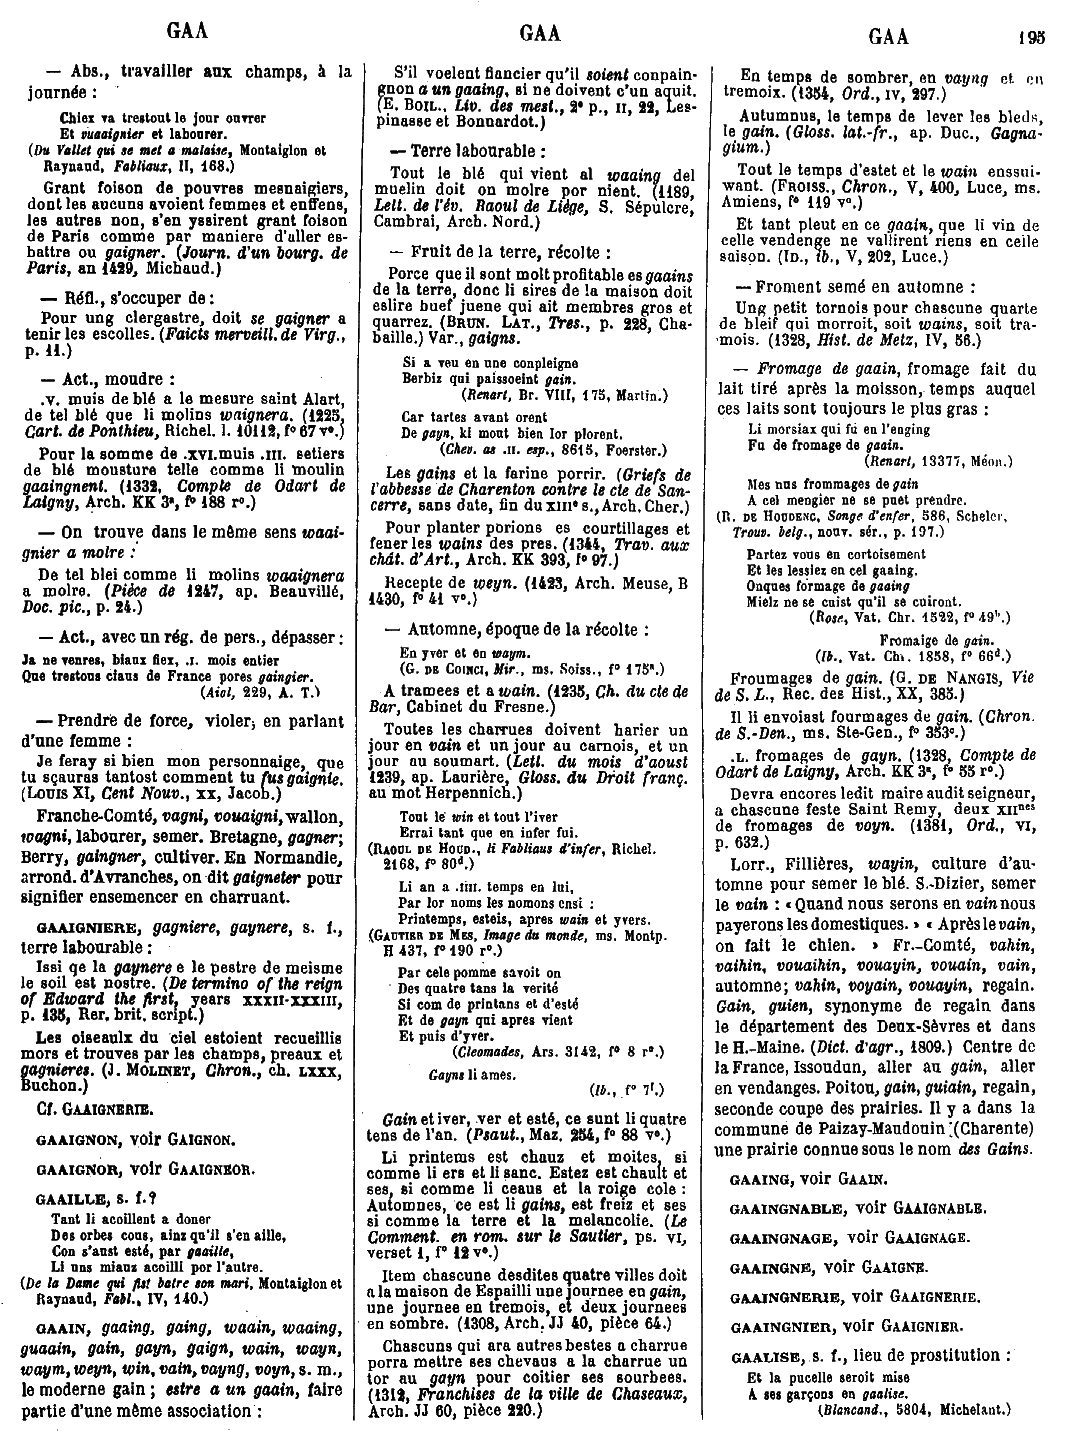 GAA
GAA
GAA
195
— Abs., travailler aux champs, à la
journée :
Chiex va trestout le jour ouvrer
Et waaignier et labourer.
(Du Vallet qui se met a malaise, Montaiglon et
Raynaud, Fabliaux, II, 168.)
Grant foison de pouvres mesnaigiers,
dont les aucuns avoient femmes et enffens,
les autres non, s'en yssirent grant foison
de Paris comme par maniere d'aller es-
battre ou gaigner. (Journ. d'un bourg. de
Paris, an 1429, Michaud.)
— Réfl., s'occuper de :
Pour ung clergastre, doit se gaigner a
tenir les escolles. (Faicts merveill. de Virg.,
p. 11.)
— Act., moudre :
.v. muis de blé a le mesure saint Alart,
de tel blé que li molins waignera. (1225,
Cart. de Ponthieu, Richel. l. 10112, f° 67 v°.)
Pour la somme de .XVI. muis .III. setiers
de blé mousture telle comme li moulin
gaaingnent. (1332, Compte de Odart de
Laigny, Arch. KK 3ª, f° 188 r°.)
— On trouve dans le même sens waai-
gnier a molre :
De tel blei comme li molins waaignera
a molre. (Pièce de 1247, ap. Beauvillé,
Doc. pic., p. 24.)
— Act., avec un rég. de pers., dépasser :
Ja ne venres, biaux fiex, .I. mois entier
Que trestous ciaus de France pores gaingier.
(Aiol, 229, A. T.)
— Prendre de force, violer, en parlant
d'une femme :
Je feray si bien mon personnaige, que
tu sçauras tantost comment tu fus gaignie.
(LOUIS XI, Cent Nouv., XX, Jacob.)
Franche-Comté, vagni, vouaigni, wallon,
wagni, labourer, semer. Bretagne, gagner;
Berry, gaingner, cultiver. En Normandie,
arrond. d'Avranches, on dit gaigneter pour
signifier ensemencer en charruant.
GAAIGNIERE, gagniere, gaynere, s. f.,
terre labourable :
Issi qe la gaynere e le pestre de meisme
le soil est nostre. (De termino of the reign
of Edward the first, years XXXII-XXXIII,
p. 135, Rer. brit. script.)
Les oiseaulx du ciel estoient recueillis
mors et trouves par les champs, preaux et
gagnieres. (J. MOLINET, Chron., ch. LXXX,
Buchon.)
Cf. GAAIGNERIE.
GAAIGNON, voir GAIGNON.
GAAIGNOR, voir GAAIGNEOR.
GAAILLE, s. f.?
Tant li acoillent a doner
Des orbes cous, ainz qu'il s'en aille,
Con s'aust esté, par gaaille,
Li uns miaux acoilli por l'autre.
(De la Dame qui fist batre son mari, Montaiglon et
Raynaud, Fabl., IV, 140.)
GAAIN, gaaing, gaing, waain, waaing,
guaain, gain, gayn, gaign, wain, wayn,
waym, weyn, win, vain, vayng, voyn, s. m.,
le moderne gain ; estre a un gaain, faire
partie d'une même association :
S'il voelent fiancier qu'il soient conpain-
gnon a un gaaing, si ne doivent c'un aquit.
(E. BOIL., Liv. des mest., 2ᵉ p., II, 22, Les-
pinasse et Bonnardot.)
— Terre labourable :
Tout le blé qui vient al waaing del
muelin doit on molre por nient. (1189,
Lett. de l'év. Raoul de Liège, S. Sépulcre,
Cambrai, Arch. Nord.)
— Fruit de la terre, récolte :
Porce que il sont molt profitable es gaains
de la terre, donc li sires de la maison doit
eslire buef juene qui ait membres gros et
quarrez. (BRUN. LAT., Tres., p. 228, Cha-
baille.) Var., gaigns.
Si a veu en une conpleigne
Berbiz qui paissoeint gain.
(Renart, Br. VIII, 175, Martin.)
Car tartes avant orent
De gayn, ki mout bien lor plorent.
(Chev. as .II. esp., 8615, Foerster.)
Les gains et la farine porrir. (Griefs de
l'abbesse de Charenton contre le cte de San-
cerre, sans date, fin du XIIIᵉ s., Arch. Cher.)
Pour planter porions es courtillages et
fener les wains des pres. (1344, Trav. aux
chât. d'Art., Arch. KK 393, f° 97.)
Recepte de weyn. (1423, Arch. Meuse, B
1430, f° 41 v°.)
— Automne, époque de la récolte :
En yver et en waym.
(G. DE COINCI, Mir., ms. Soiss., f° 175ª.)
A tramees et a wain. (1235, Ch. du cte de
Bar, Cabinet du Fresne.)
Toutes les charrues doivent harier un
jour en vain et un jour au carnois, et un
jour au soumart. (Lett. du mois d'aoust
1239, ap. Laurière, Gloss. du Droit franç.
au mot Herpennich.)
Tout le win et tout l'iver
Errai tant que en infer fui.
(RAOUL DE HOUD., li Fabliaus d'infer, Richel.
2168, f° 80ᵈ.)
Li an a .IIII. temps en lui,
Par lor noms les nomons ensi :
Printemps, esteis, apres wain et yvers.
(GAUTIER DE MES, Image du monde, ms. Montp.
H 437, f° 190 r°.)
Par cele pomme savoit on
Des quatre tans la verité
Si com de printans et d'esté
Et de gayn qui apres vient
Et puis d'yver.
(Cleomades, Ars. 3142, f° 8 r°.)
Gayns li ames.
(Ib., f° 7ᶠ.)
Gain et iver, ver et esté, ce sunt li quatre
tens de l'an. (Psaut., Maz. 254, f° 88 v°.)
Li printems est chauz et moites, si
comme li ers et li sanc. Estez est chault et
ses, si comme li ceaus et la roige cole :
Automnes, ce est li gains, est freiz et ses
si comme la terre et la melancolie. (Le
Comment. en rom. sur le Sautier, ps. VI,
verset 1, f° 12 v°.)
Item chascune desdites quatre villes doit
a la maison de Espailli une journee en gain,
une journee en tremois, et deux journees
en sombre. (1308, Arch. JJ 40, pièce 64.)
Chascuns qui ara autres bestes a charrue
porra mettre ses chevaus a la charrue un
tor au gayn pour coitier ses sourbees.
(1312, Franchises de la ville de Chaseaux,
Arch. JJ 60, pièce 220.)
En temps de sombrer, en vayng et en
tremoix. (1354, Ord., IV, 297.)
Autumnus, le temps de lever les bleds,
le gain. (Gloss. lat.-fr., ap. Duc., Gagna-
gium.)
Tout le temps d'estet et le wain enssui-
want. (FROISS., Chron., V, 400, Luce, ms.
Amiens, f° 119 v°.)
Et tant pleut en ce gaain, que li vin de
celle vendenge ne vallirent riens en celle
saison. (ID., Ib., V, 202, Luce.)
— Froment semé en automne :
Ung petit tornois pour chascune quarte
de bleif qui morroit, soit wains, soit tra-
mois. (1328, Hist. de Metz, IV, 56.)
— Fromage de gaain, fromage fait du
lait tiré après la moisson, temps auquel
ces laits sont toujours le plus gras :
Li morsiax qui fu en l'enging
Fu de fromage de gaain.
(Renart, 13377, Méon.)
Mes nus frommages de gain
A cel mengier ne se puet prendre.
(R. DE HOUDENC, Songe d'enfer, 586, Scheler,
Trouv. belg., nouv. sér., p. 197.)
Partez vous en cortoisement
Et les lessiez en cel gaaing.
Onques formage de gaaing
Mielz ne se cuist qu'il se cuiront.
(Rose, Vat. Chr. 1522, f° 49ᵇ.)
Fromaige de gain.
(Ib., Vat. Chr. 1858, f° 66ᵈ.)
Froumages de gain. (G. DE NANGIS, Vie
de S. L., Rec. des Hist., XX, 385.)
Il li envoiast fourmages de gain. (Chron.
de S.-Den., ms. Ste-Gen., f° 353ᶜ.)
.L. fromages de gayn. (1328, Compte de
Odart de Laigny, Arch. KK 3ª, f° 55 r°.)
Devra encores ledit maire audit seigneur,
a chascune feste Saint Remy, deux XIIⁿᵉˢ
de fromages de voyn. (1381, Ord., VI,
p. 632.)
Lorr., Fillières, wayin, culture d'au-
tomne pour semer le blé. S.-Dizier, semer
le vain : « Quand nous serons en vain nous
payerons les domestiques. » « Après le vain,
on fait le chien. » Fr.-Comté, vahin,
vaihin, vouaihin, vouayin, vouain, vain,
automne; vahin, voyain, vouayin, regain.
Gain, guien, synonyme de regain dans
le département des Deux-Sèvres et dans
le H.-Maine. (Dict. d'agr., 1809.) Centre de
la France, Issoudun, aller au gain, aller
en vendanges. Poitou, gain, guiain, regain,
seconde coupe des prairies. Il y a dans la
commune de Paizay-Maudouin (Charente)
une prairie connue sous le nom des Gains.
GAAING, voir GAAIN.
GAAINGNABLE, voir GAAIGNABLE.
GAAINGNAGE, voir GAAIGNAGE.
GAAINGNE, voir GAAIGNE.
GAAINGNERIE, voir GAAIGNERIE.
GAAINGNIER, voir GAAIGNIER.
GAALISE, s. f., lieu de prostitution :
Et la pucelle seroit mise
A ses garçons en gaalise.
(Blancand., 5804, Michelant.)